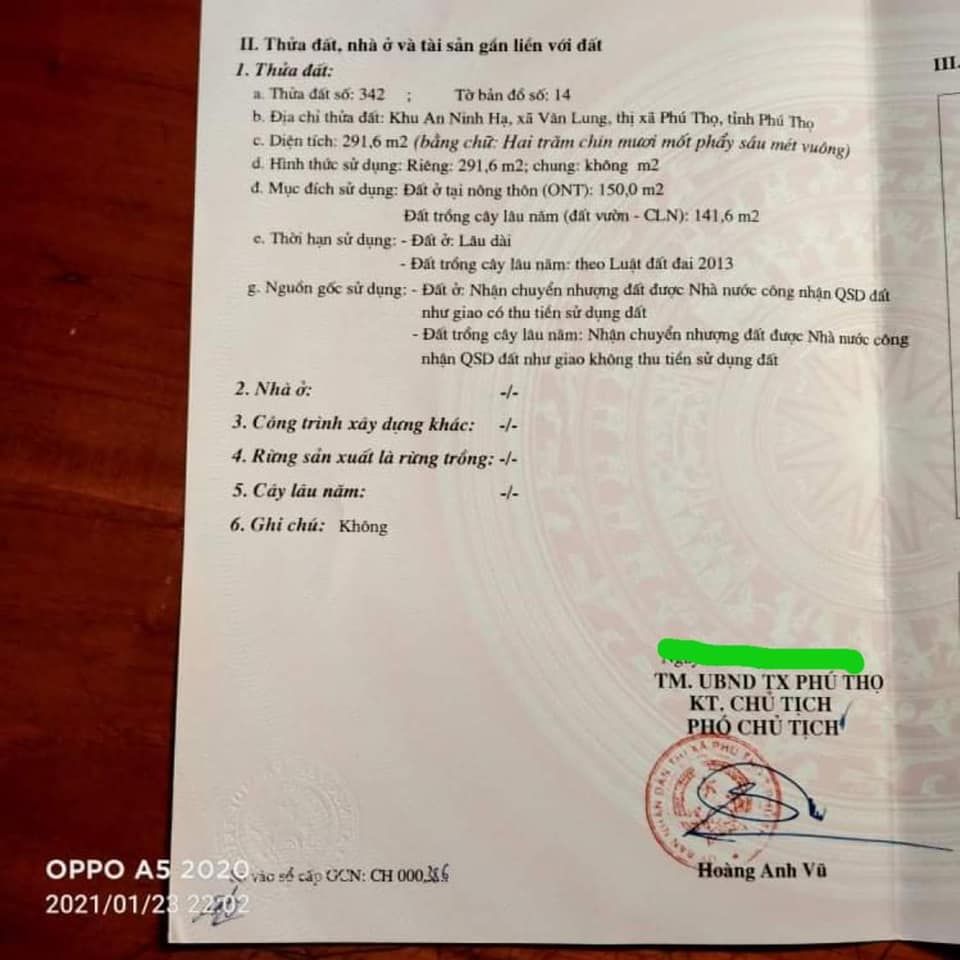 II. Thửa đất, nhà ở và tài sản gắn liền với đất
III.
1. Thửa đất:
a. Thửa đất số: 342 ; Tờ bản đồ số: 14
b. Địa chỉ thửa đất: Khu An Ninh Hạ, xã Văn Lung, thị xã Phú Thọ, tỉnh Phú Thọ
c. Diện tích: 291,6 m2 (bằng chữ: Hai trăm chín mươi mốt phẩy sáu mét vuông)
d. Hình thức sử dụng: Riêng: 291,6 m2; chung: không m2
đ. Mục đích sử dụng: Đất ở tại nông thôn (ONT): 150,0 m2
Đất trồng cây lâu năm (đất vườn - CLN): 141,6 m2
e. Thời hạn sử dụng: - Đất ở: Lâu dài
- Đất trồng cây lâu năm: theo Luật đất đai 2013
g. Nguồn gốc sử dụng: - Đất ở: Nhận chuyển nhượng đất được Nhà nước công nhận QSD đất
như giao có thu tiền sử dụng đất
- Đất trồng cây lâu năm: Nhận chuyển nhượng đất được Nhà nước công
nhận QSD đất như giao không thu tiền sử dụng đất
2. Nhà ở: -/-
3. Công trình xây dựng khác: -/-
4. Rừng sản xuất là rừng trồng: -/-
5. Cây lâu năm: -/-
6. Ghi chú: Không
TM. UBND TX PHÚ THỌ
KT. CHỦ TỊCH
PHÓ CHỦ TỊCH
Hoàng Anh Vũ
vào sổ cấp GCN: CH 000
OPPO A5 2020
2021/01/23 22:02